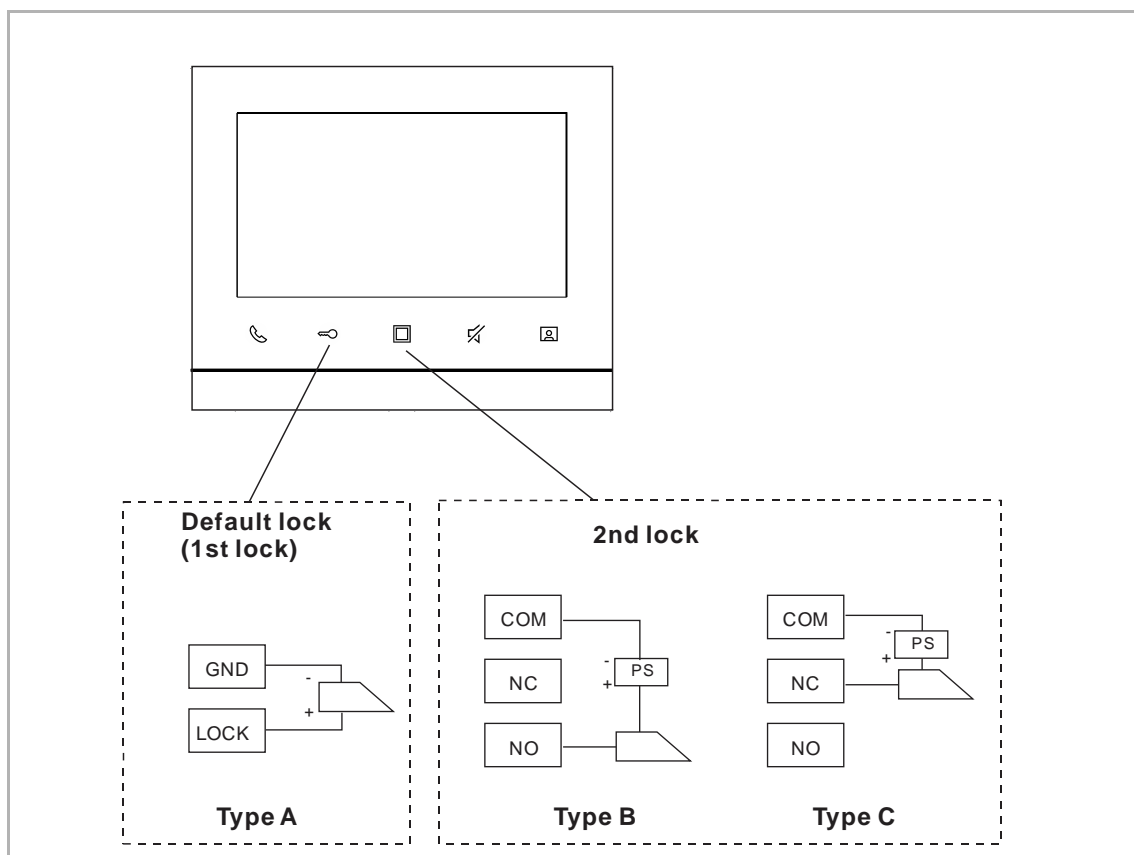 Default lock
(1st lock)
GND
-
+
LOCK
Type A
2nd lock
COM
-
PS
+
NC
NO
Type B
COM
-
PS
+
NC
NO
Type C